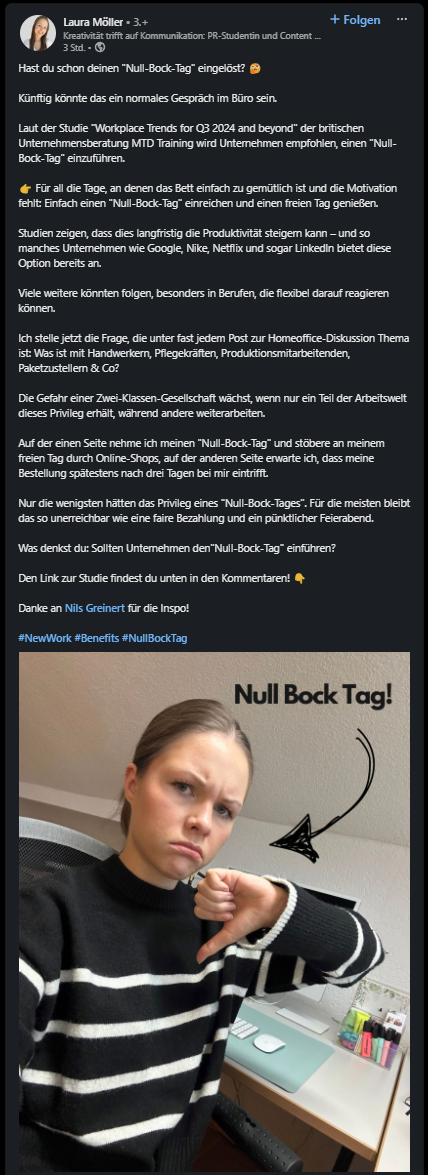 Laura Möller • 3.+
+ Folgen
Kreativität trifft auf Kommunikation: PR-Studentin und Content ...
3 Std. •
Hast du schon deinen "Null-Bock-Tag" eingelöst? 🫣
Künftig könnte das ein normales Gespräch im Büro sein.
Laut der Studie "Workplace Trends for Q3 2024 and beyond" der britischen
Unternehmensberatung MTD Training wird Unternehmen empfohlen, einen "Null-
Bock-Tag" einzuführen.
👉 Für all die Tage, an denen das Bett einfach zu gemütlich ist und die Motivation
fehlt: Einfach einen "Null-Bock-Tag" einreichen und einen freien Tag genießen.
Studien zeigen, dass dies langfristig die Produktivität steigern kann – und so
manches Unternehmen wie Google, Nike, Netflix und sogar LinkedIn bietet diese
Option bereits an.
Viele weitere könnten folgen, besonders in Berufen, die flexibel darauf reagieren
können.
Ich stelle jetzt die Frage, die unter fast jedem Post zur Homeoffice-Diskussion Thema
ist: Was ist mit Handwerkern, Pflegekräften, Produktionsmitarbeitenden,
Paketzustellern & Co?
Die Gefahr einer Zwei-Klassen-Gesellschaft wächst, wenn nur ein Teil der Arbeitswelt
dieses Privileg erhält, während andere weiterarbeiten.
Auf der einen Seite nehme ich meinen "Null-Bock-Tag" und stöbere an meinem
freien Tag durch Online-Shops, auf der anderen Seite erwarte ich, dass meine
Bestellung spätestens nach drei Tagen bei mir eintrifft.
Nur die wenigsten hätten das Privileg eines "Null-Bock-Tages". Für die meisten bleibt
das so unerreichbar wie eine faire Bezahlung und ein pünktlicher Feierabend.
Was denkst du: Sollten Unternehmen den"Null-Bock-Tag" einführen?
Den Link zur Studie findest du unten in den Kommentaren! 👇
Danke an Nils Greinert für die Inspo!
#NewWork #Benefits #NullBockTag
Null Bock Tag!